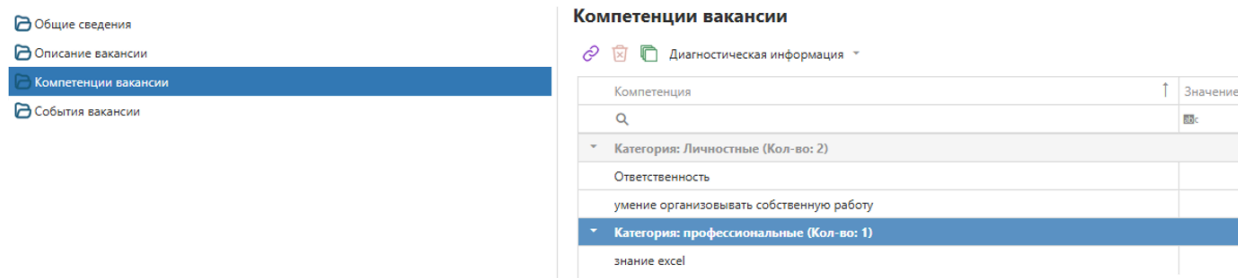 Общие сведения
Описание вакансии
Компетенции вакансии
События вакансии
Компетенции вакансии
Диагностическая информация
Компетенция ↑ Значение
Категория: Личностные (Кол-во: 2)
Ответственность
умение организовывать собственную работу
Категория: профессиональные (Кол-во: 1)
знание excel